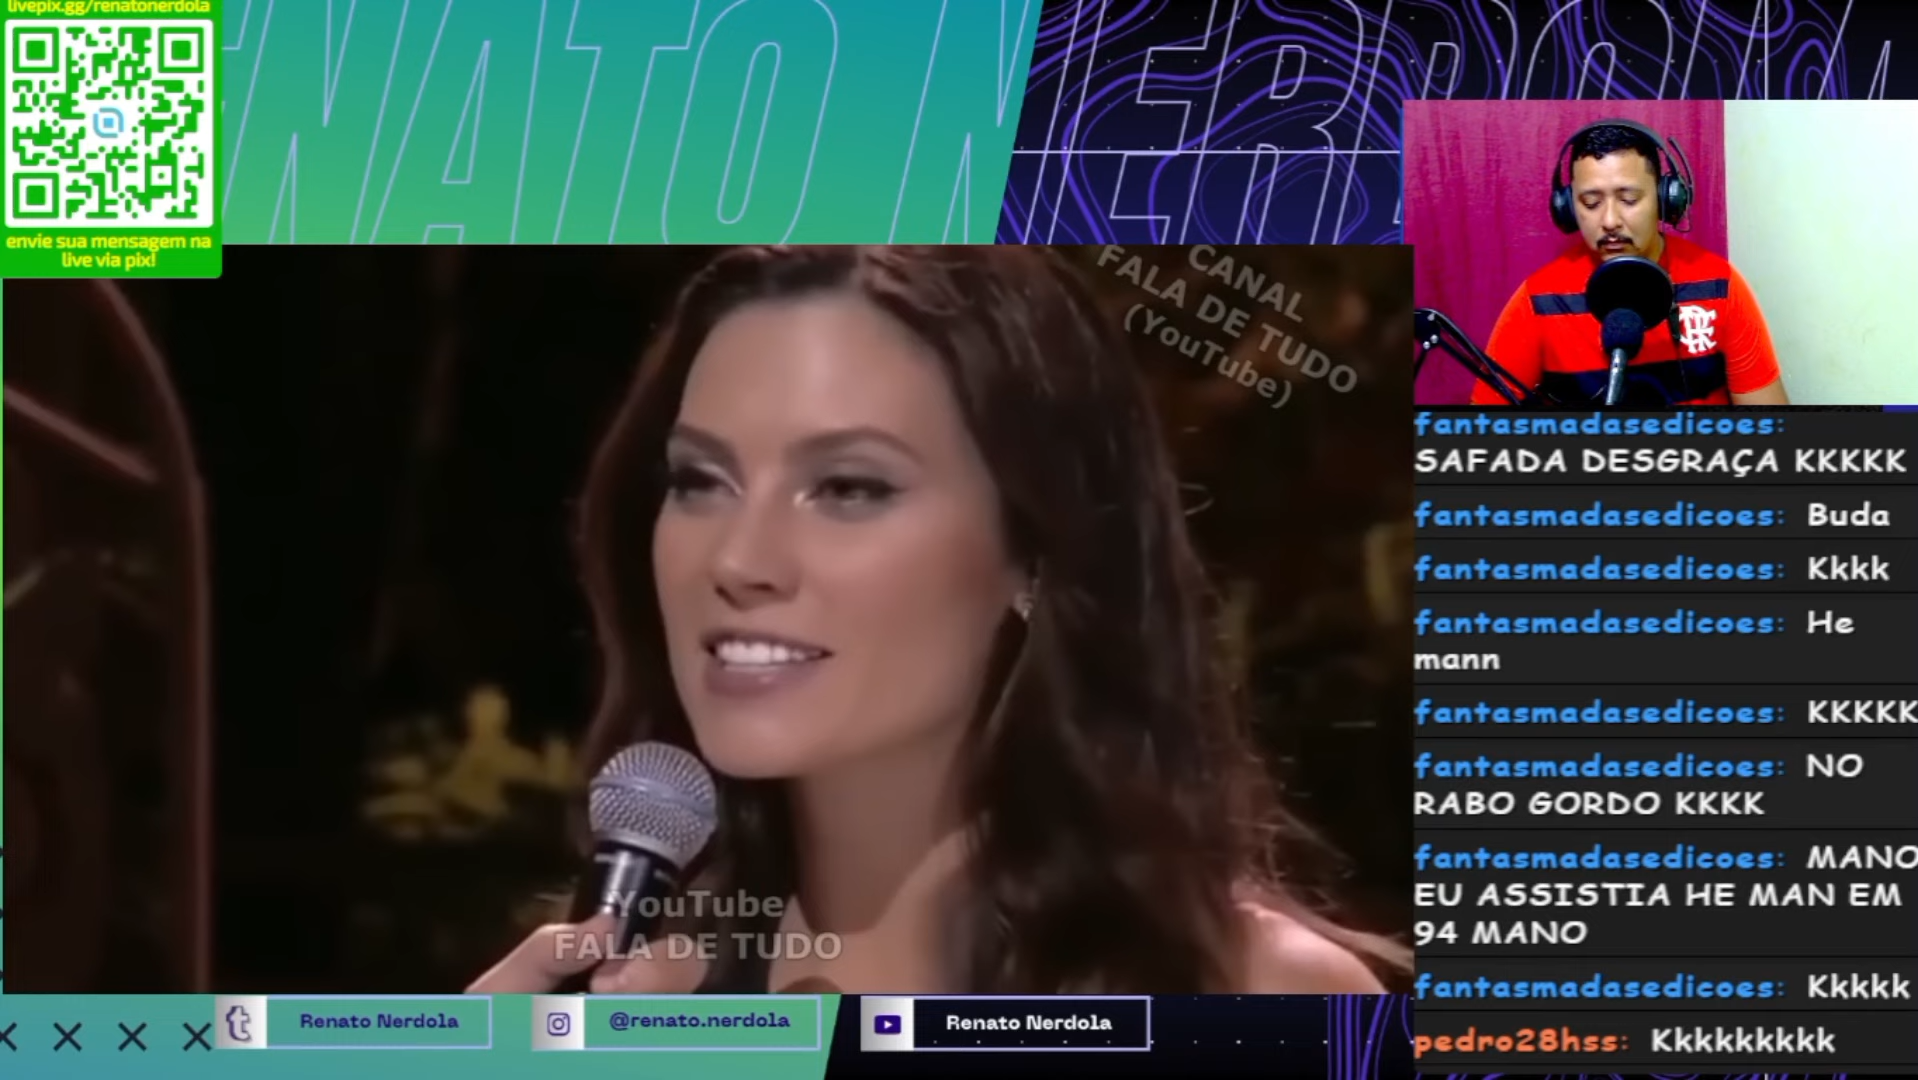 livepix.gg/renatonerdola
envie sua mensagem na
live via pix!
CANAL
FALA DE TUDO
(YouTube)
YouTube
FALA DE TUDO
fantasmadasedicoes:
SAFADA DESGRAÇA KKKKK
fantasmadasedicoes: Buda
fantasmadasedicoes: Kkkk
fantasmadasedicoes: He
mann
fantasmadasedicoes: KKKKK
fantasmadasedicoes: NO
RABO GORDO KKKK
fantasmadasedicoes: MANO
EU ASSISTIA HE MAN EM
94 MANO
fantasmadasedicoes: Kkkkk
pedro28hss: Kkkkkkkkk
Renato Nerdola
@renato.nerdola
Renato Nerdola